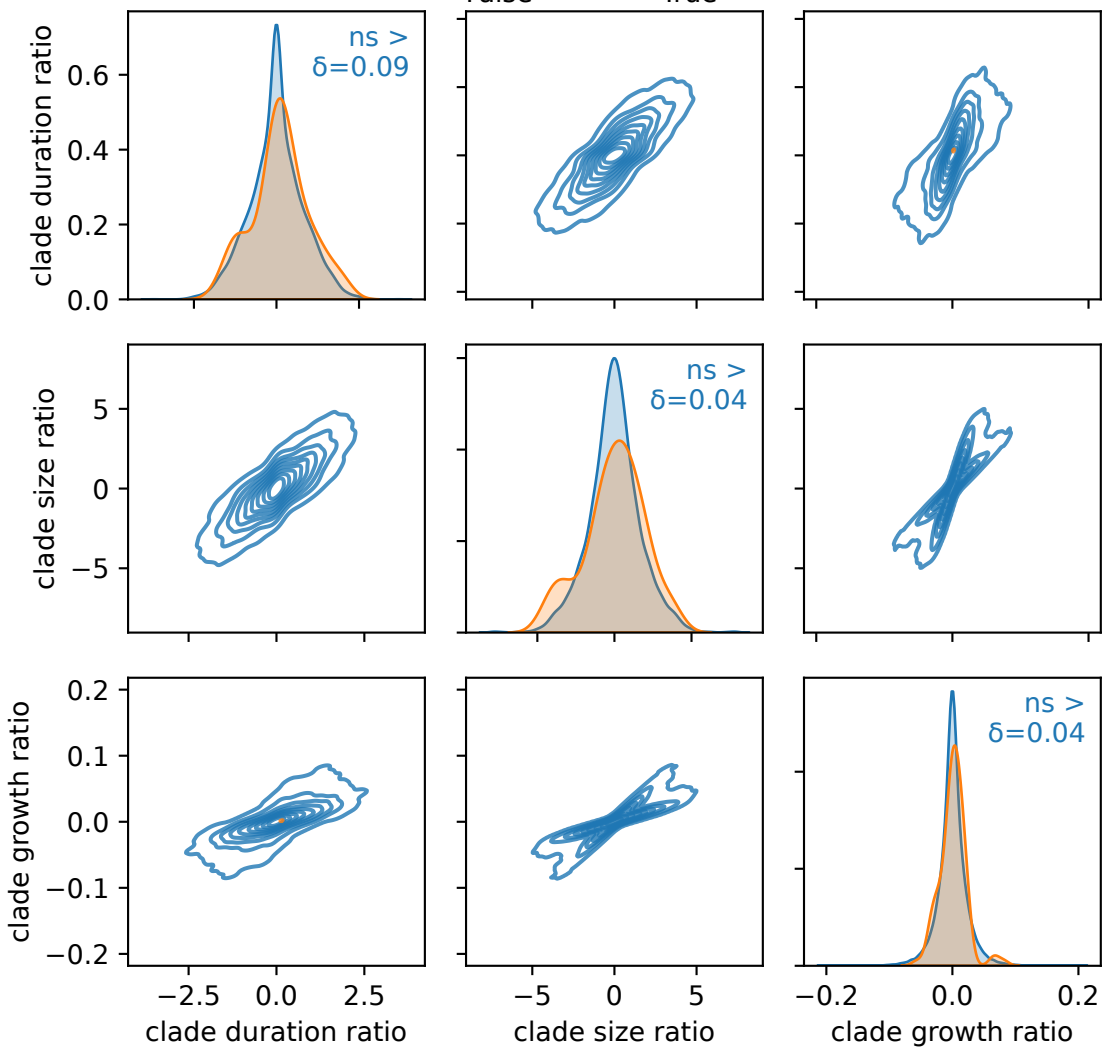 clade duration ratio
0.6
0.4
0.2
0.0
ns >
δ=0.09
clade size ratio
5
0
−5
ns >
δ=0.04
clade growth ratio
0.2
0.1
0.0
−0.1
−0.2
ns >
δ=0.04
−2.5 0.0 2.5
clade duration ratio
−5 0 5
clade size ratio
−0.2 0.0 0.2
clade growth ratio